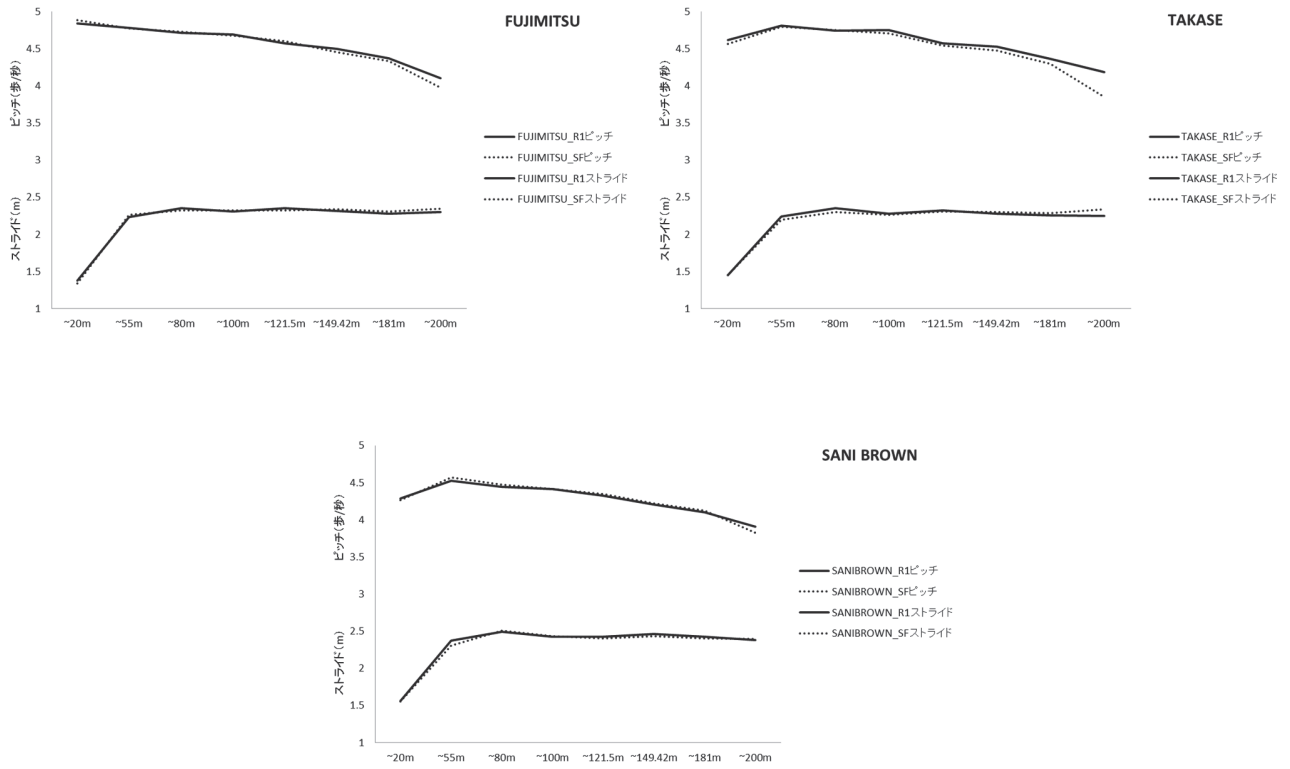 FUJIMITSU
5
4.5
4
3.5
3
2.5
2
1.5
1
ピッチ(歩/秒)
ストライド(m)
~20m ~55m ~80m ~100m ~121.5m ~149.42m ~181m ~200m
FUJIMITSU_R1ピッチ
FUJIMITSU_SFピッチ
FUJIMITSU_R1ストライド
FUJIMITSU_SFストライド
TAKASE
5
4.5
4
3.5
3
2.5
2
1.5
1
ピッチ(歩/秒)
ストライド(m)
~20m ~55m ~80m ~100m ~121.5m ~149.42m ~181m ~200m
TAKASE_R1ピッチ
TAKASE_SFピッチ
TAKASE_R1ストライド
TAKASE_SFストライド
SANI BROWN
5
4.5
4
3.5
3
2.5
2
1.5
1
ピッチ(歩/秒)
ストライド(m)
~20m ~55m ~80m ~100m ~121.5m ~149.42m ~181m ~200m
SANIBROWN_R1ピッチ
SANIBROWN_SFピッチ
SANIBROWN_R1ストライド
SANIBROWN_SFストライド